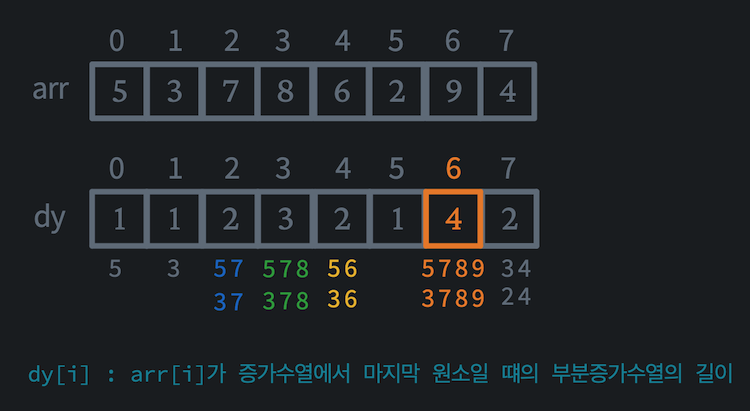 0 1 2 3 4 5 6 7
arr 5 3 7 8 6 2 9 4
0 1 2 3 4 5 6 7
dy 1 1 2 3 2 1 4 2
5 3 57 578 56 5789 34
37 378 36 3789 24
dy[i] : arr[i]가 증가수열에서 마지막 원소일 떄의 부분증가수열의 길이